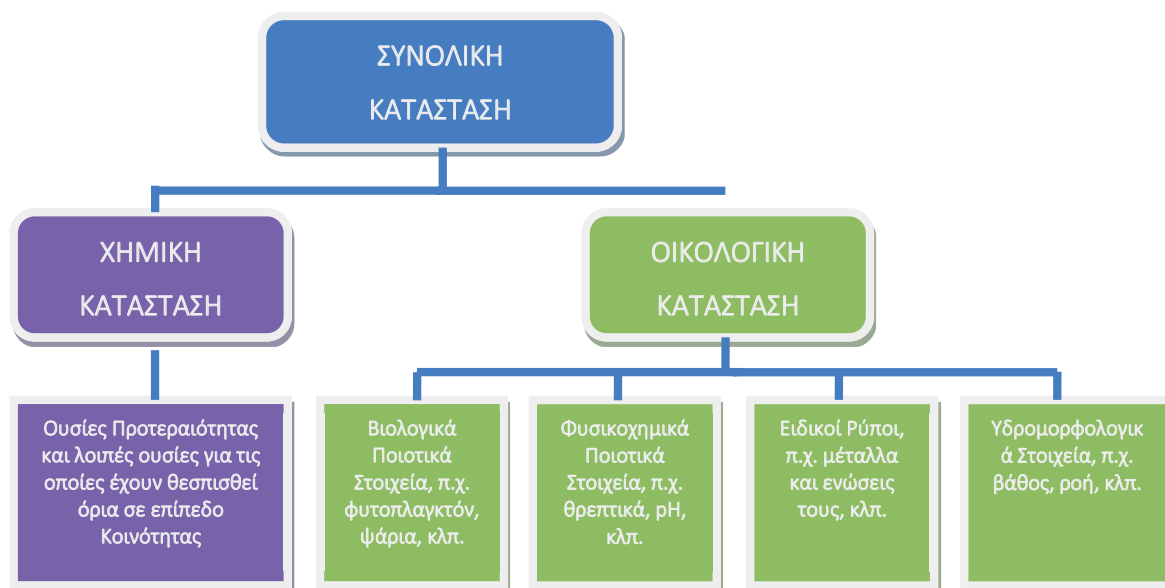 ΣΥΝΟΛΙΚΗ
ΚΑΤΑΣΤΑΣΗ
ΧΗΜΙΚΗ
ΚΑΤΑΣΤΑΣΗ
ΟΙΚΟΛΟΓΙΚΗ
ΚΑΤΑΣΤΑΣΗ
Ουσίες Προτεραιότητας
και λοιπές ουσίες για τις
οποίες έχουν θεσπισθεί
όρια σε επίπεδο
Κοινότητας
Βιολογικά
Ποιοτικά
Στοιχεία, π.χ.
φυτοπλαγκτόν,
ψάρια, κλπ.
Φυσικοχημικά
Ποιοτικά
Στοιχεία, π.χ.
θρεπτικά, pH,
κλπ.
Ειδικοί Ρύποι,
π.χ. μέταλλα
και ενώσεις
τους, κλπ.
Υδρομορφολογικ
ά Στοιχεία, π.χ.
βάθος, ροή, κλπ.